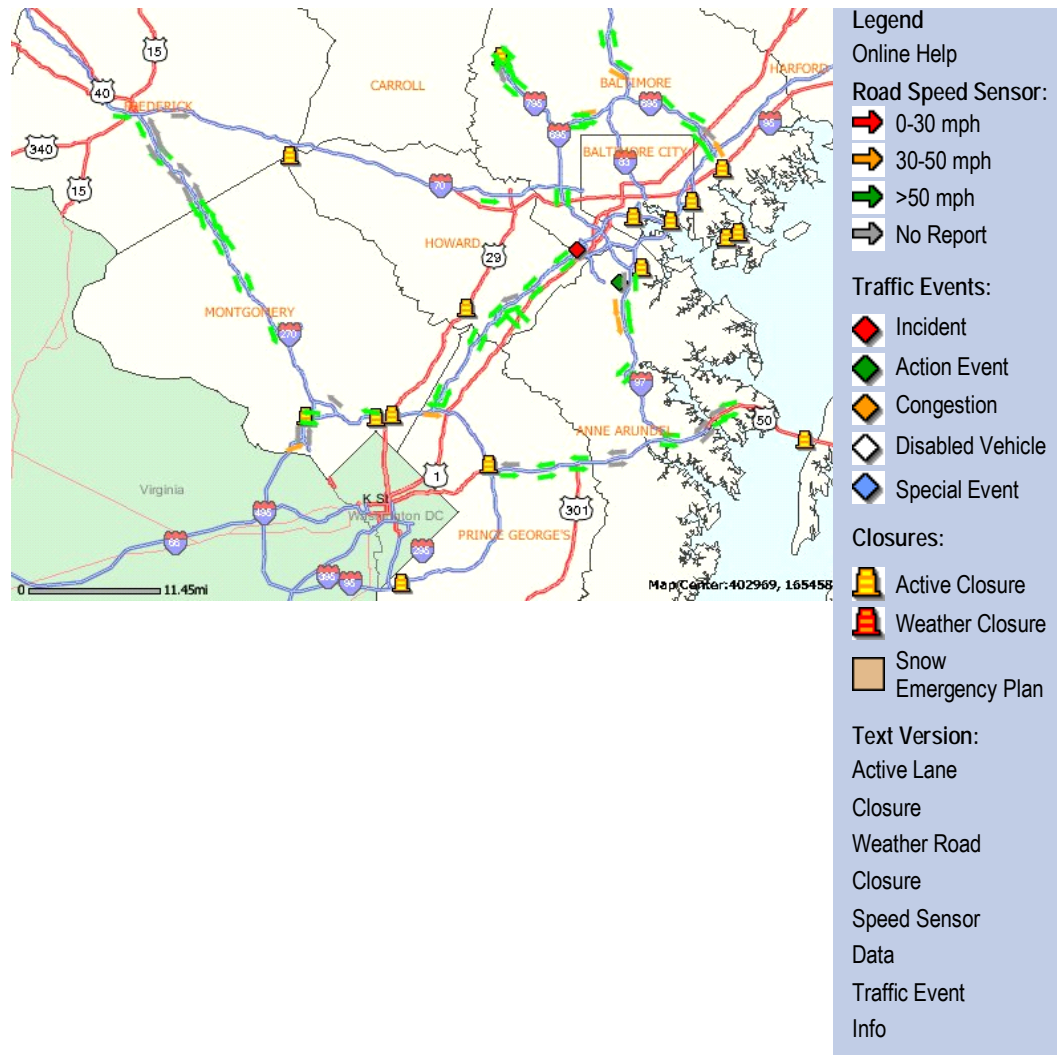 15
CARROLL
BALTIMORE
HARFORD
40
FREDERICK
795
695
95
340
695
BALTIMORE CITY
83
15
70
HOWARD
29
MONTGOMERY
270
97
50
ANNE ARUNDEL
1
Virginia
K St
Washington DC
301
495
PRINCE GEORGE'S
66
295
395
95
0 11.45mi
Map Center:402969, 165458
Legend
Online Help
Road Speed Sensor:
0-30 mph
30-50 mph
>50 mph
No Report
Traffic Events:
Incident
Action Event
Congestion
Disabled Vehicle
Special Event
Closures:
Active Closure
Weather Closure
Snow
Emergency Plan
Text Version:
Active Lane
Closure
Weather Road
Closure
Speed Sensor
Data
Traffic Event
Info